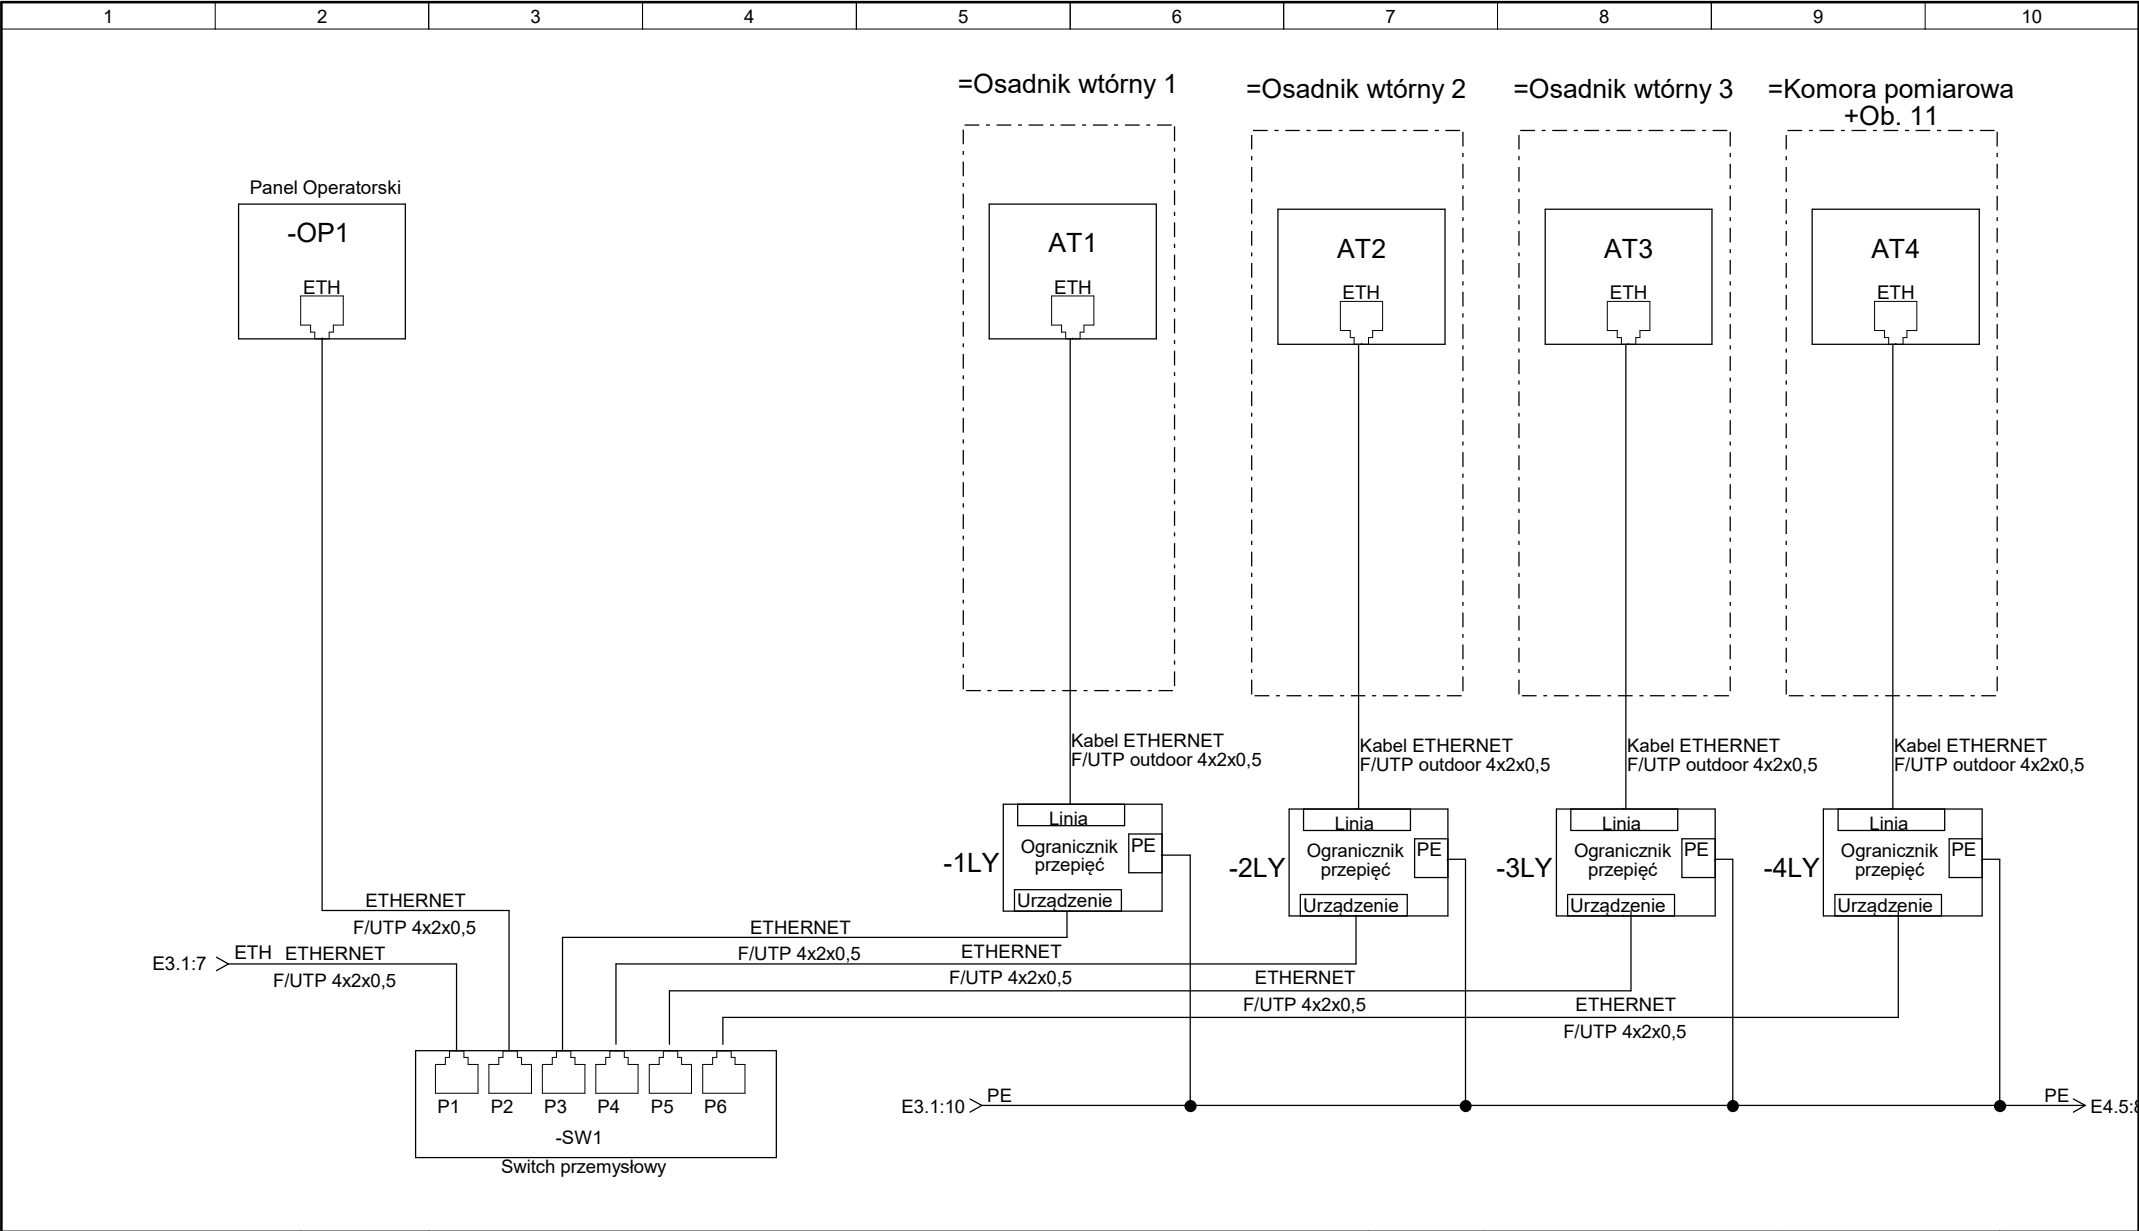 1 2 3 4 5 6 7 8 9 10
=Osadnik wtórny 1
=Osadnik wtórny 2
=Osadnik wtórny 3
=Komora pomiarowa
+Ob. 11
Panel Operatorski
-OP1
ETH
AT1
ETH
AT2
ETH
AT3
ETH
AT4
ETH
Kabel ETHERNET
F/UTP outdoor 4x2x0,5
Kabel ETHERNET
F/UTP outdoor 4x2x0,5
Kabel ETHERNET
F/UTP outdoor 4x2x0,5
Kabel ETHERNET
F/UTP outdoor 4x2x0,5
-1LY
Linia
Ogranicznik
przepięć
PE
Urządzenie
-2LY
Linia
Ogranicznik
przepięć
PE
Urządzenie
-3LY
Linia
Ogranicznik
przepięć
PE
Urządzenie
-4LY
Linia
Ogranicznik
przepięć
PE
Urządzenie
ETHERNET
F/UTP 4x2x0,5
E3.1:7
ETH ETHERNET
F/UTP 4x2x0,5
ETHERNET
F/UTP 4x2x0,5
ETHERNET
F/UTP 4x2x0,5
ETHERNET
F/UTP 4x2x0,5
ETHERNET
F/UTP 4x2x0,5
P1 P2 P3 P4 P5 P6
-SW1
Switch przemysłowy
E3.1:10
PE
PE